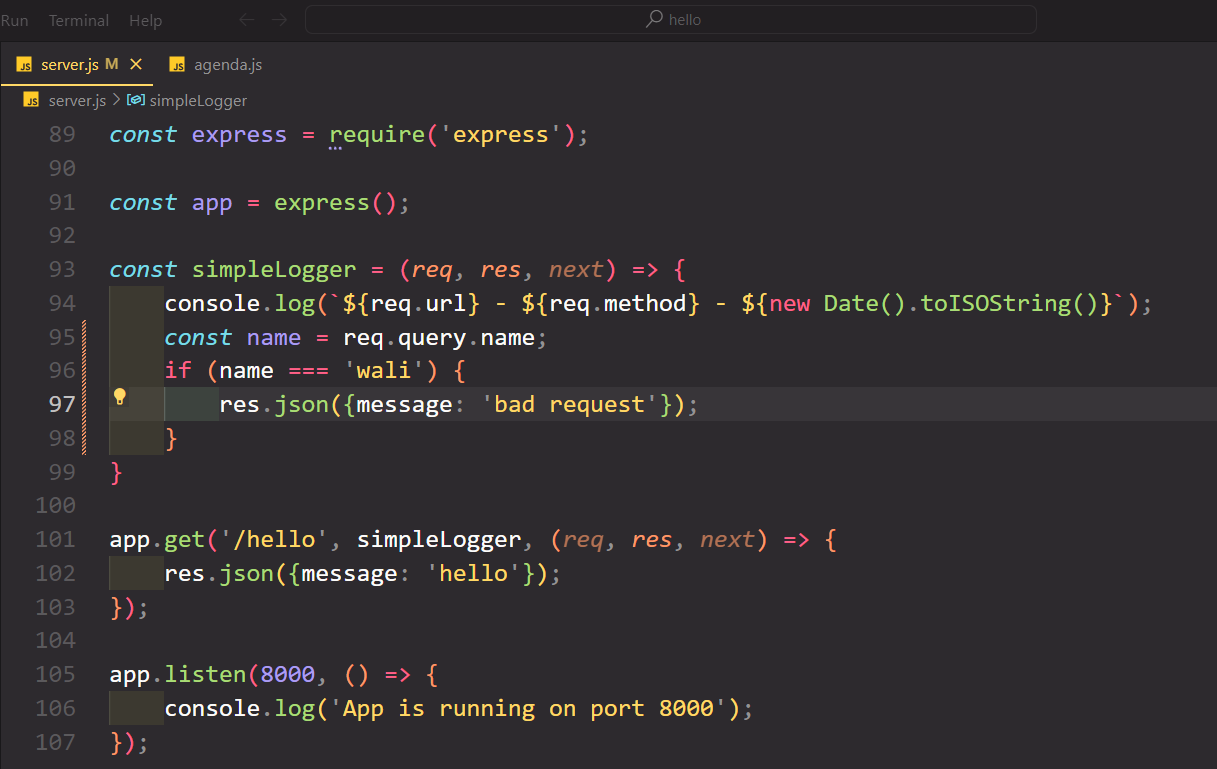 Run Terminal Help hello
JS server.js M JS agenda.js
JS server.js simpleLogger
89 const express = require('express');
90
91 const app = express();
92
93 const simpleLogger = (req, res, next) => {
94 console.log(`${req.url} - ${req.method} - ${new Date().toISOString()}`);
95 const name = req.query.name;
96 if (name === 'wali') {
97 res.json({message: 'bad request'});
98 }
99 }
100
101 app.get('/hello', simpleLogger, (req, res, next) => {
102 res.json({message: 'hello'});
103 });
104
105 app.listen(8000, () => {
106 console.log('App is running on port 8000');
107 });